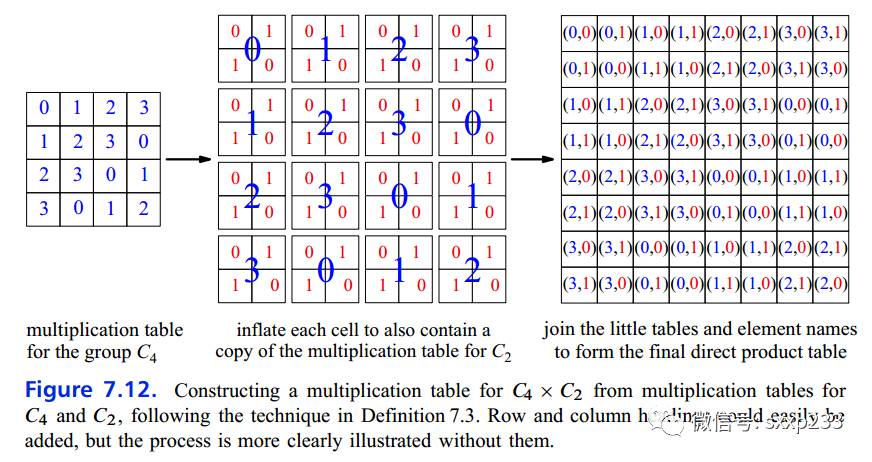 0 1 2 3
1 2 3 0
2 3 0 1
3 0 1 2
0 1 0 1 0 1 0 1
0 1 2 3
1 0 1 0 1 0 1 0
0 1 0 1 0 1 0 1
1 2 3 0
1 0 1 0 1 0 1 0
0 1 0 1 0 1 0 1
2 3 0 1
1 0 1 0 1 0 1 0
0 1 0 1 0 1 0 1
3 0 1 2
1 0 1 0 1 0 1 0
(0,0) (0,1) (1,0) (1,1) (2,0) (2,1) (3,0) (3,1)
(0,1) (0,0) (1,1) (1,0) (2,1) (2,0) (3,1) (3,0)
(1,0) (1,1) (2,0) (2,1) (3,0) (3,1) (0,0) (0,1)
(1,1) (1,0) (2,1) (2,0) (3,1) (3,0) (0,1) (0,0)
(2,0) (2,1) (3,0) (3,1) (0,0) (0,1) (1,0) (1,1)
(2,1) (2,0) (3,1) (3,0) (0,1) (0,0) (1,1) (1,0)
(3,0) (3,1) (0,0) (0,1) (1,0) (1,1) (2,0) (2,1)
(3,1) (3,0) (0,1) (0,0) (1,1) (1,0) (2,1) (2,0)
multiplication table
for the group C₄
inflate each cell to also contain a
copy of the multiplication table for C₂
join the little tables and element names
to form the final direct product table
Figure 7.12. Constructing a multiplication table for C₄ × C₂ from multiplication tables for
C₄ and C₂, following the technique in Definition 7.3. Row and column easily be
added, but the process is more clearly illustrated without them.
微信号: sxxp233